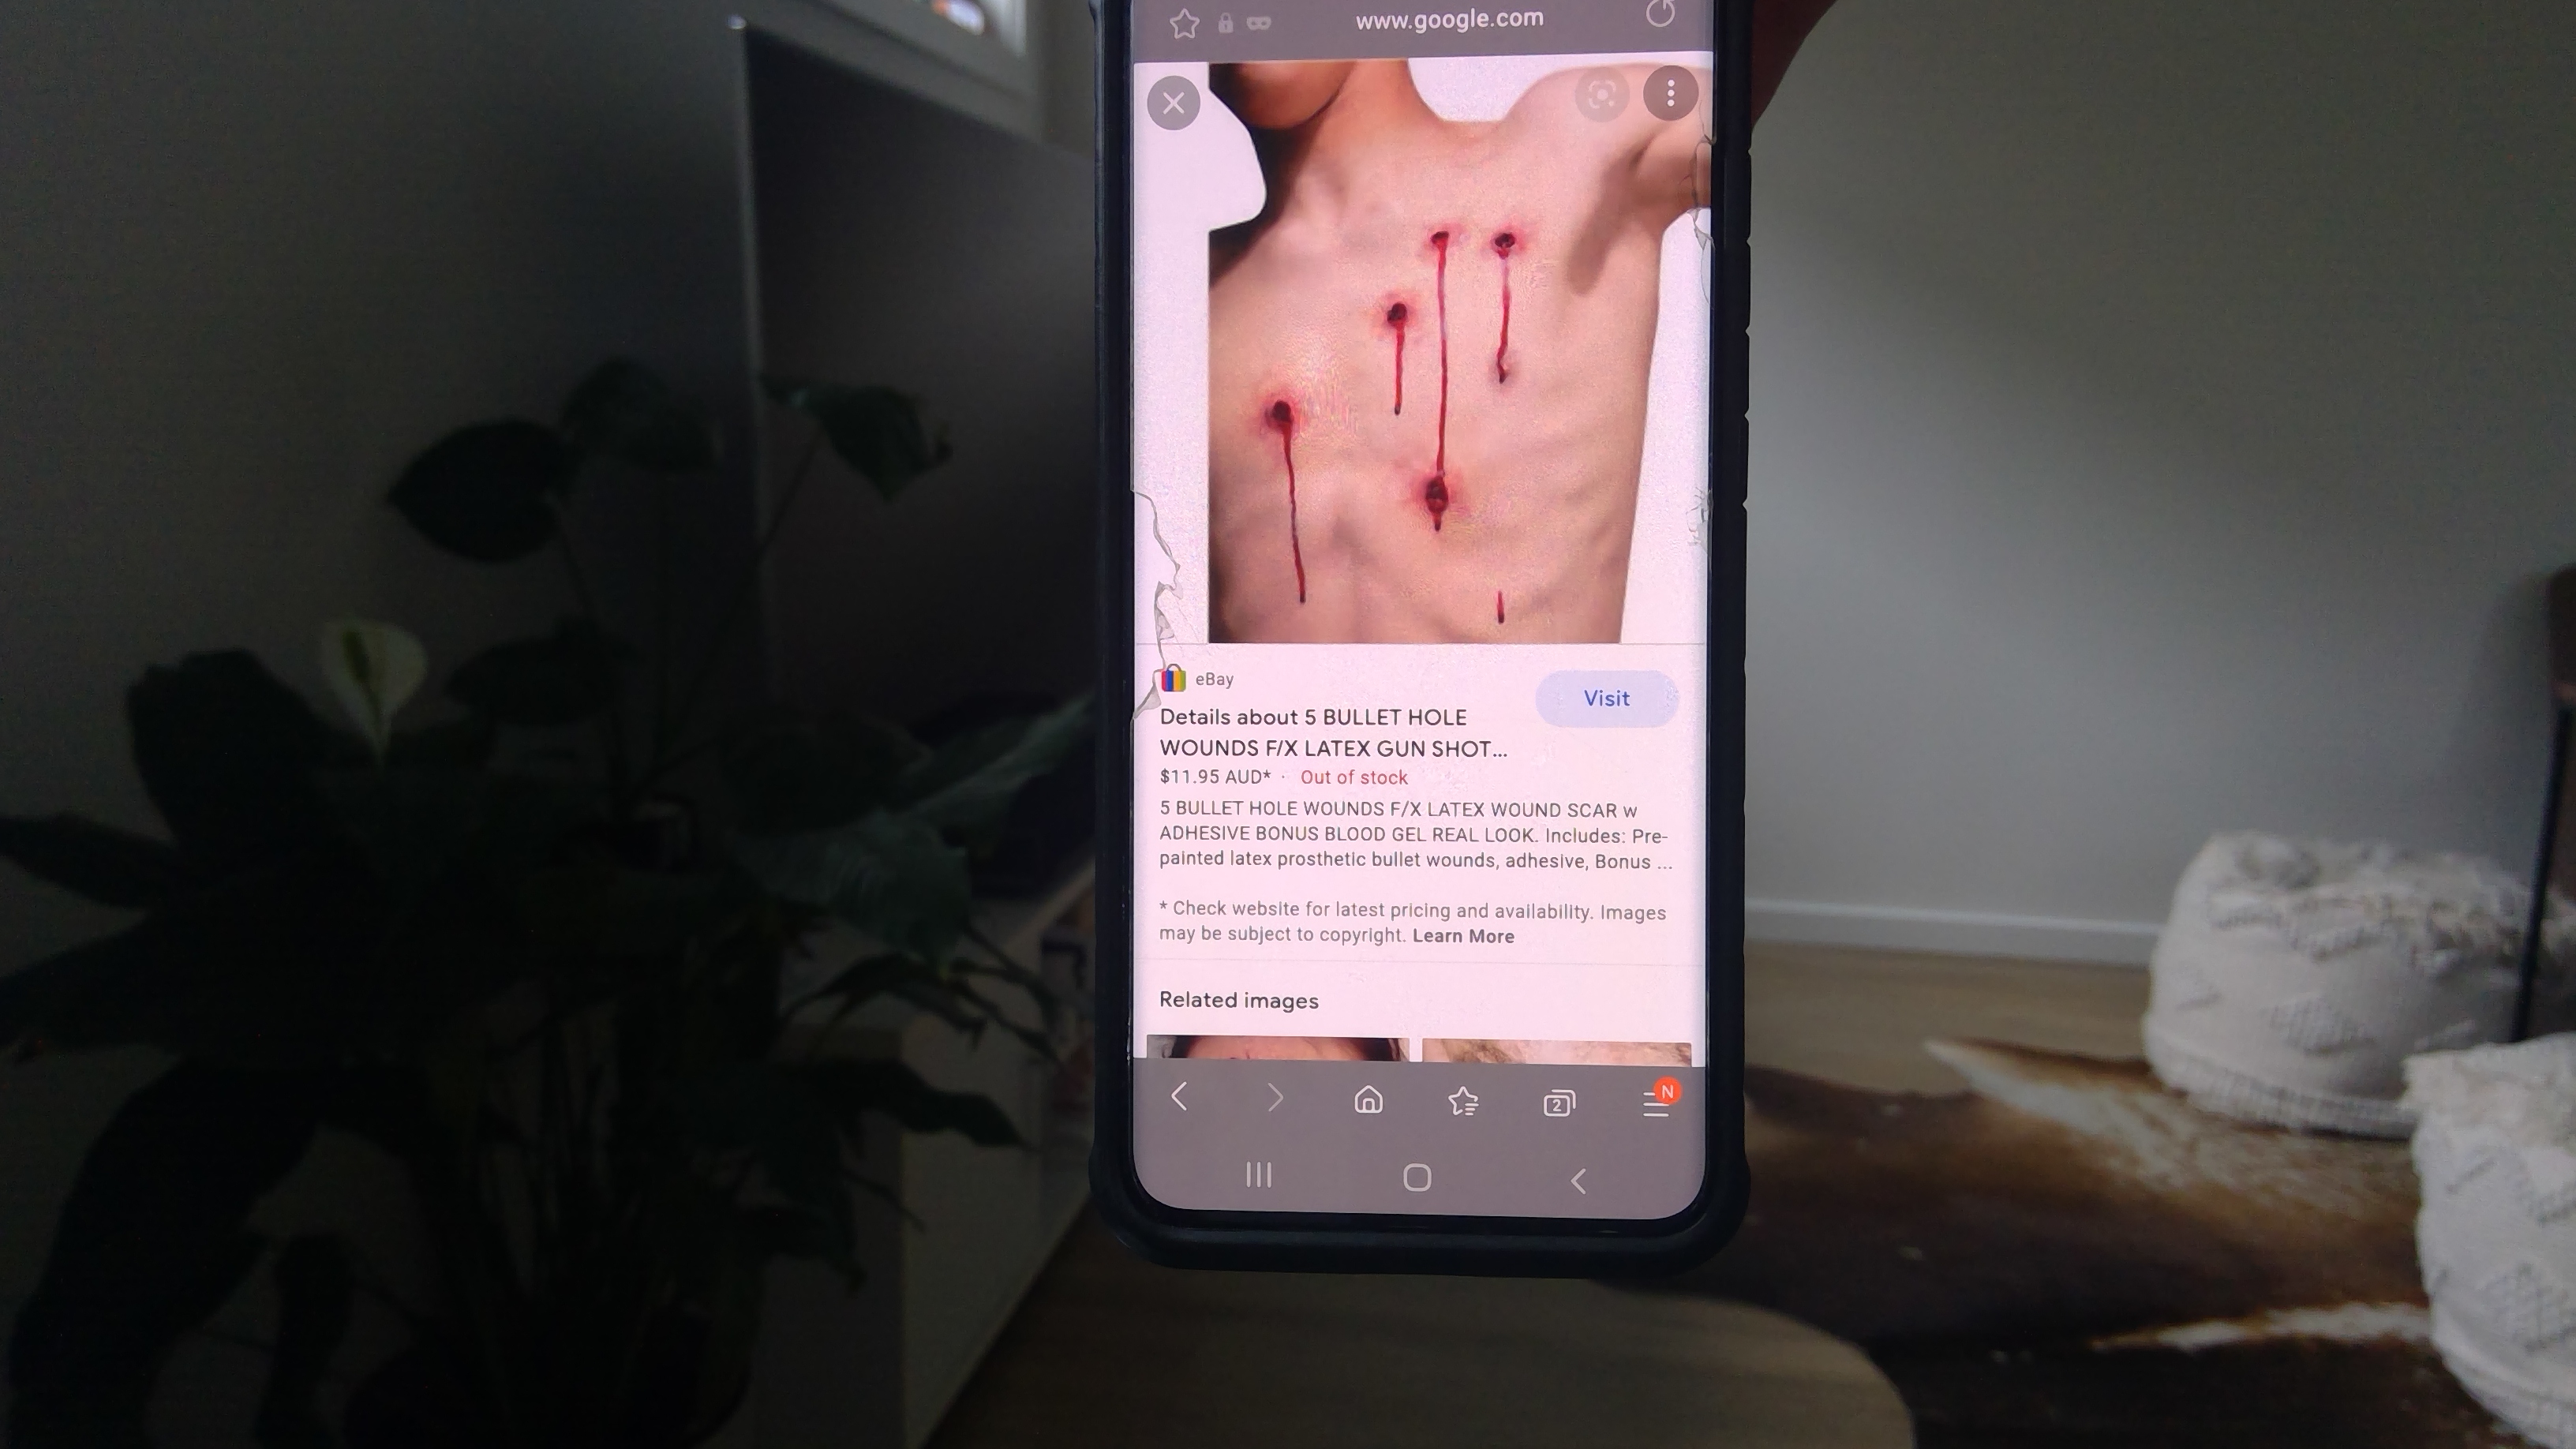 www.google.com
eBay
Visit
Details about 5 BULLET HOLE
WOUNDS F/X LATEX GUN SHOT...
$11.95 AUD* · Out of stock
5 BULLET HOLE WOUNDS F/X LATEX WOUND SCAR w
ADHESIVE BONUS BLOOD GEL REAL LOOK. Includes: Pre-
painted latex prosthetic bullet wounds, adhesive, Bonus ...
* Check website for latest pricing and availability. Images
may be subject to copyright. Learn More
Related images
2
N